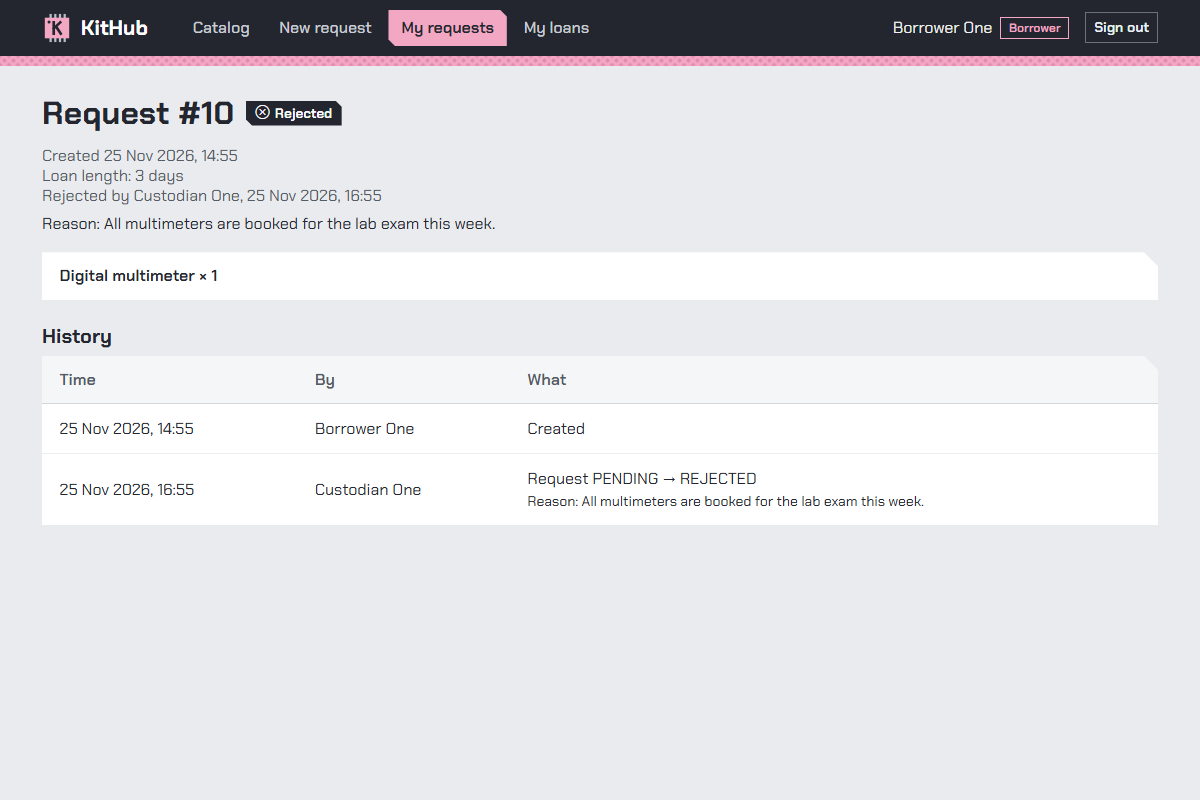 K KitHub Catalog New request My requests My loans Borrower One Borrower Sign out
Request #10 Rejected
Created 25 Nov 2026, 14:55
Loan length: 3 days
Rejected by Custodian One, 25 Nov 2026, 16:55
Reason: All multimeters are booked for the lab exam this week.
Digital multimeter × 1
History
Time By What
25 Nov 2026, 14:55 Borrower One Created
25 Nov 2026, 16:55 Custodian One Request PENDING → REJECTED
Reason: All multimeters are booked for the lab exam this week.